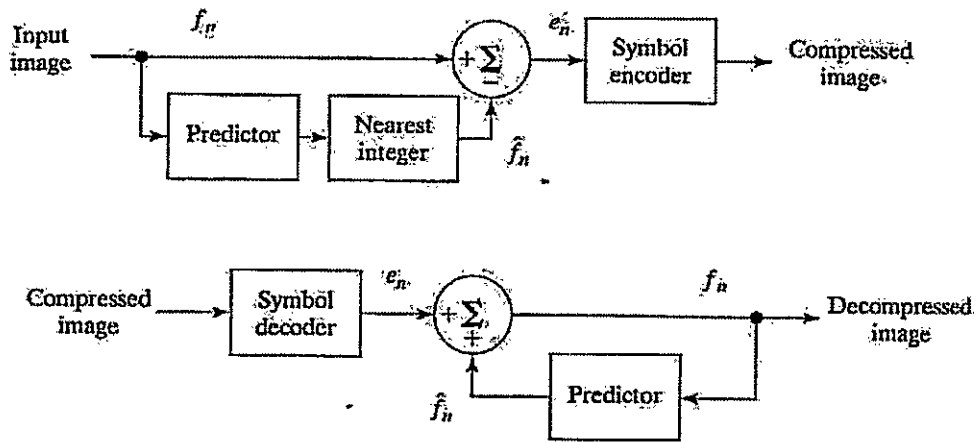 Input
image
f_n
+ Σ
−
e_n
Symbol
encoder
Compressed
image
Predictor
Nearest
integer
f̂_n
Compressed
image
Symbol
decoder
e_n
+ Σ
+
f_n
Decompressed
image
Predictor
f̂_n